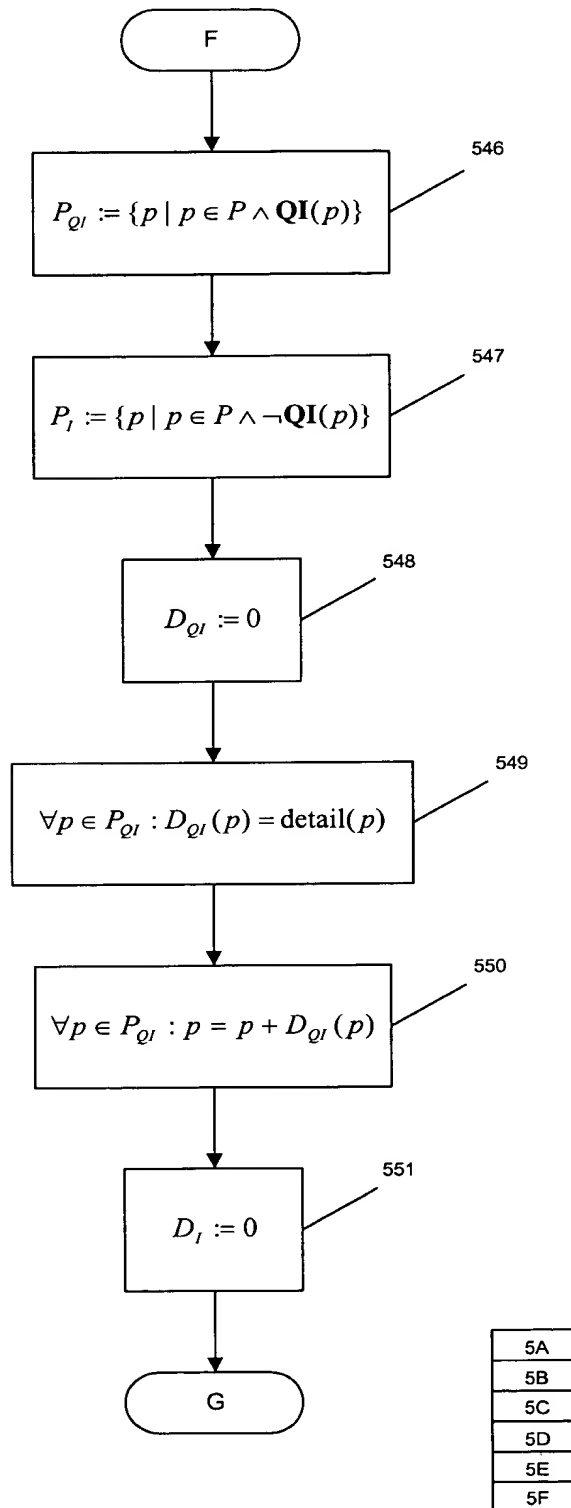 F
546
P_{QI} := {p | p ∈ P ∧ QI(p)}
547
P_I := {p | p ∈ P ∧ ¬QI(p)}
548
D_{QI} := 0
549
∀p ∈ P_{QI} : D_{QI}(p) = detail(p)
550
∀p ∈ P_{QI} : p = p + D_{QI}(p)
551
D_I := 0
G
5A
5B
5C
5D
5E
5F